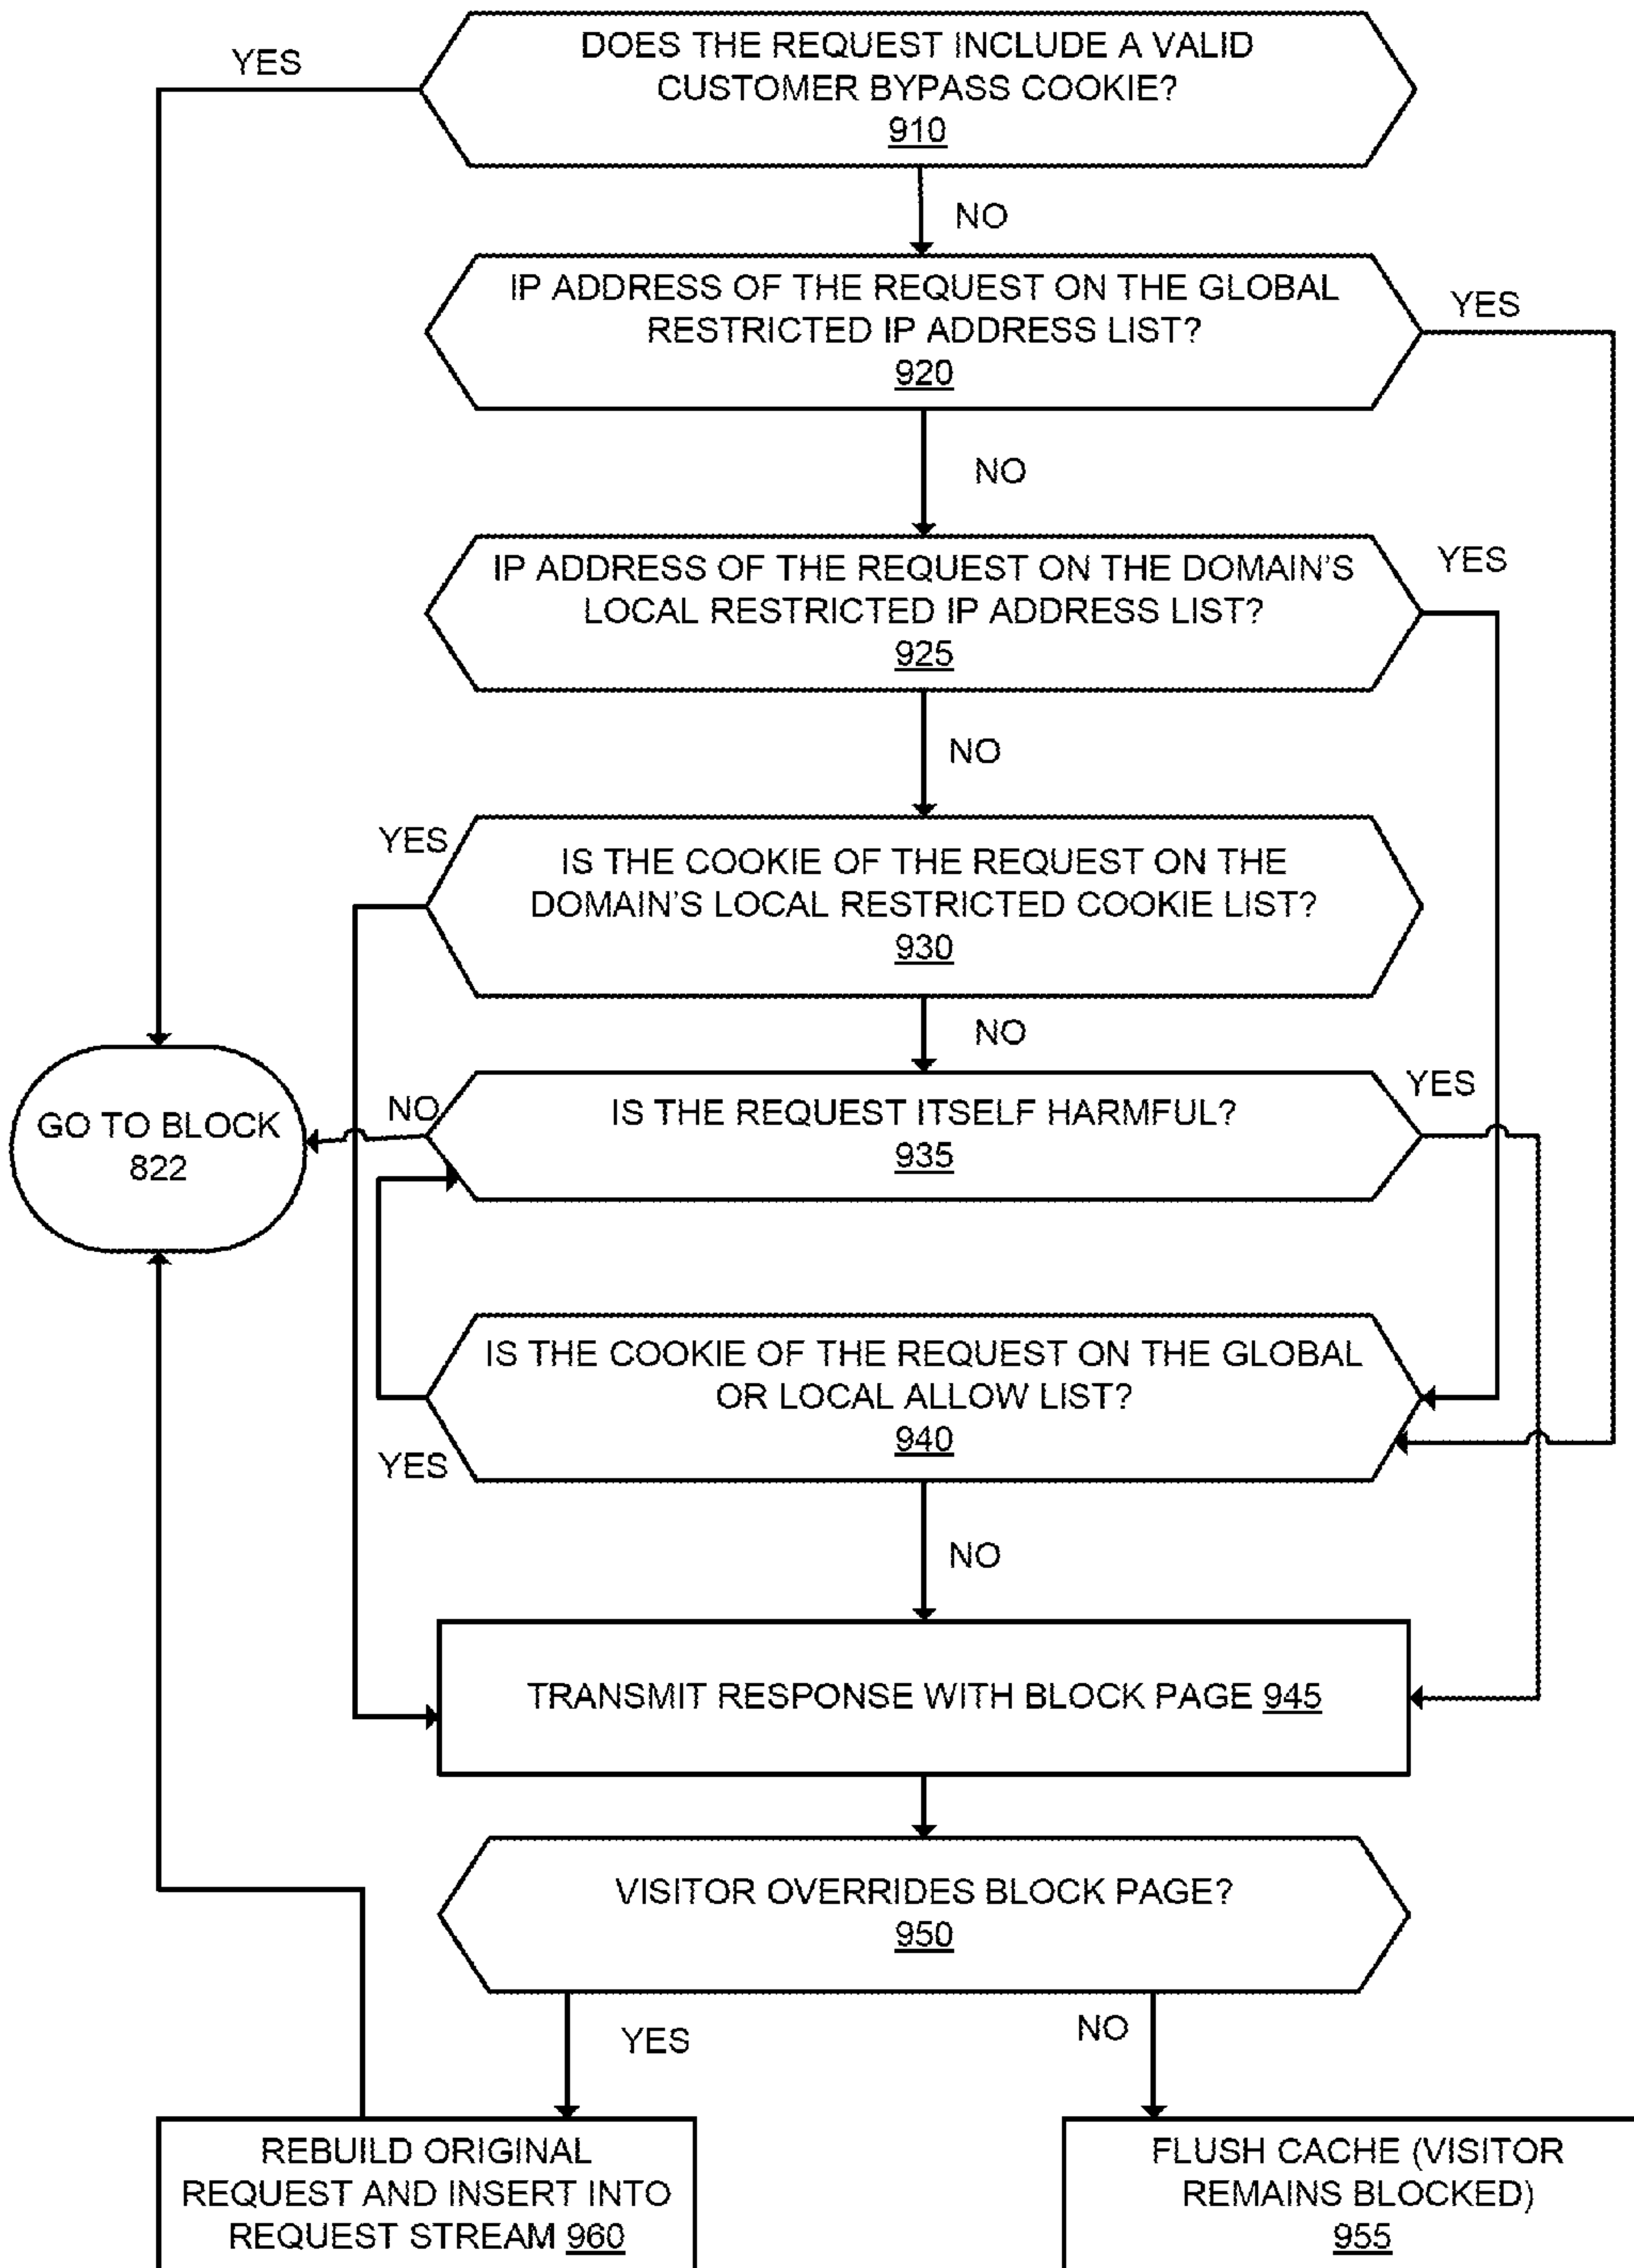 DOES THE REQUEST INCLUDE A VALID
CUSTOMER BYPASS COOKIE?
910
YES
NO
IP ADDRESS OF THE REQUEST ON THE GLOBAL
RESTRICTED IP ADDRESS LIST?
920
YES
NO
IP ADDRESS OF THE REQUEST ON THE DOMAIN'S
LOCAL RESTRICTED IP ADDRESS LIST?
925
YES
NO
YES
IS THE COOKIE OF THE REQUEST ON THE
DOMAIN'S LOCAL RESTRICTED COOKIE LIST?
930
NO
GO TO BLOCK
822
NO
IS THE REQUEST ITSELF HARMFUL?
935
YES
IS THE COOKIE OF THE REQUEST ON THE GLOBAL
OR LOCAL ALLOW LIST?
940
YES
NO
TRANSMIT RESPONSE WITH BLOCK PAGE 945
VISITOR OVERRIDES BLOCK PAGE?
950
YES
NO
REBUILD ORIGINAL
REQUEST AND INSERT INTO
REQUEST STREAM 960
FLUSH CACHE (VISITOR
REMAINS BLOCKED)
955